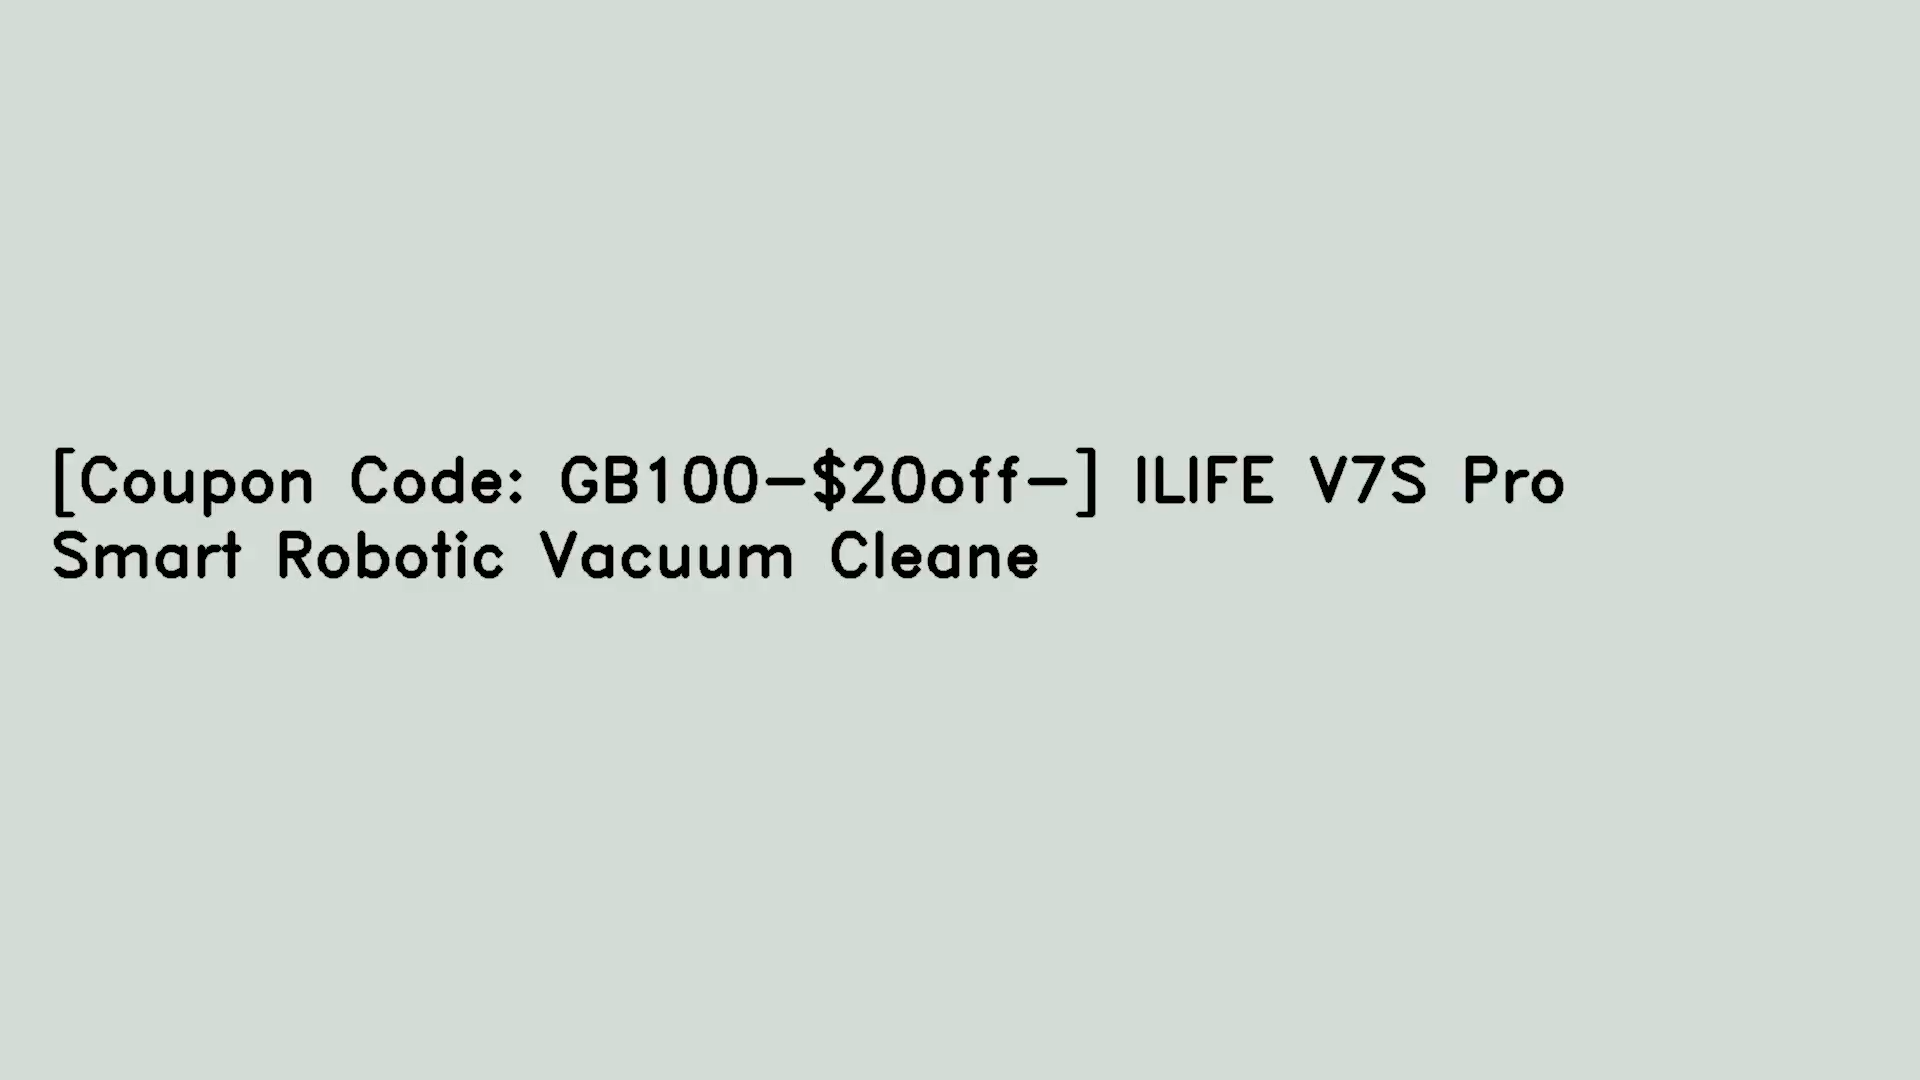 [Coupon Code: GB100-$20off-] ILIFE V7S Pro
Smart Robotic Vacuum Cleane